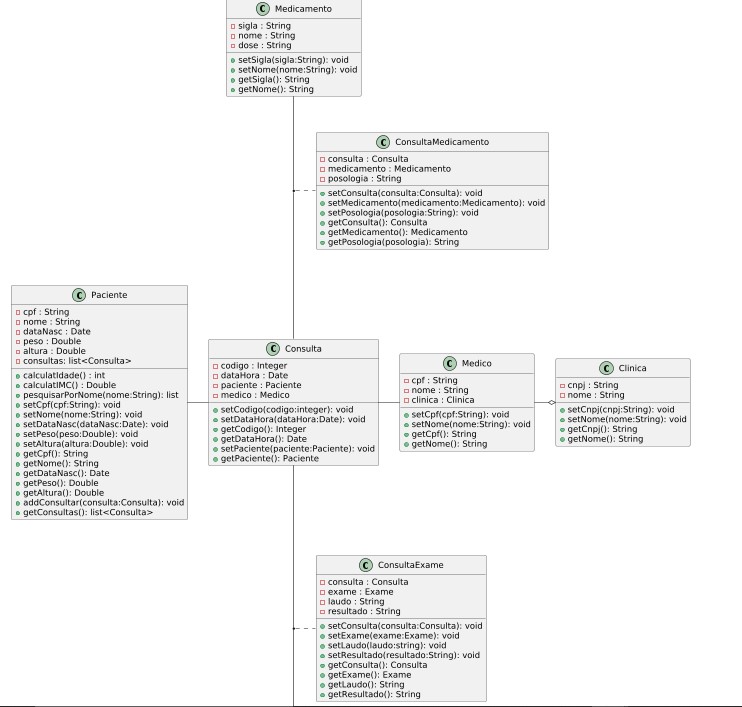 C Medicamento
sigla : String
nome : String
dose : String
setSigla(sigla:String): void
setNome(nome:String): void
getSigla(): String
getNome(): String
C ConsultaMedicamento
consulta : Consulta
medicamento : Medicamento
posologia : String
setConsulta(consulta:Consulta): void
setMedicamento(medicamento:Medicamento): void
setPosologia(posologia:String): void
getConsulta(): Consulta
getMedicamento(): Medicamento
getPosologia(posologia): String
C Paciente
cpf : String
nome : String
dataNasc : Date
peso : Double
altura : Double
consultas: list<Consulta>
calculatIdade() : int
calculatIMC() : Double
pesquisarPorNome(nome:String): list
setCpf(cpf:String): void
setNome(nome:String): void
setDataNasc(dataNasc:Date): void
setPeso(peso:Double): void
setAltura(altura:Double): void
getCpf(): String
getNome(): String
getDataNasc(): Date
getPeso(): Double
getAltura(): Double
addConsultar(consulta:Consulta): void
getConsultas(): list<Consulta>
C Consulta
codigo : Integer
dataHora : Date
paciente : Paciente
medico : Medico
setCodigo(codigo:integer): void
setDataHora(dataHora:Date): void
getCodigo(): Integer
getDataHora(): Date
setPaciente(paciente:Paciente): void
getPaciente(): Paciente
C Medico
cpf : String
nome : String
clinica : Clinica
setCpf(cpf:String): void
setNome(nome:String): void
getCpf(): String
getNome(): String
C Clinica
cnpj : String
nome : String
setCnpj(cnpj:String): void
setNome(nome:String): void
getCnpj(): String
getNome(): String
C ConsultaExame
consulta : Consulta
exame : Exame
laudo : String
resultado : String
setConsulta(consulta:Consulta): void
setExame(exame:Exame): void
setLaudo(laudo:string): void
setResultado(resultado:String): void
getConsulta(): Consulta
getExame(): Exame
getLaudo(): String
getResultado(): String